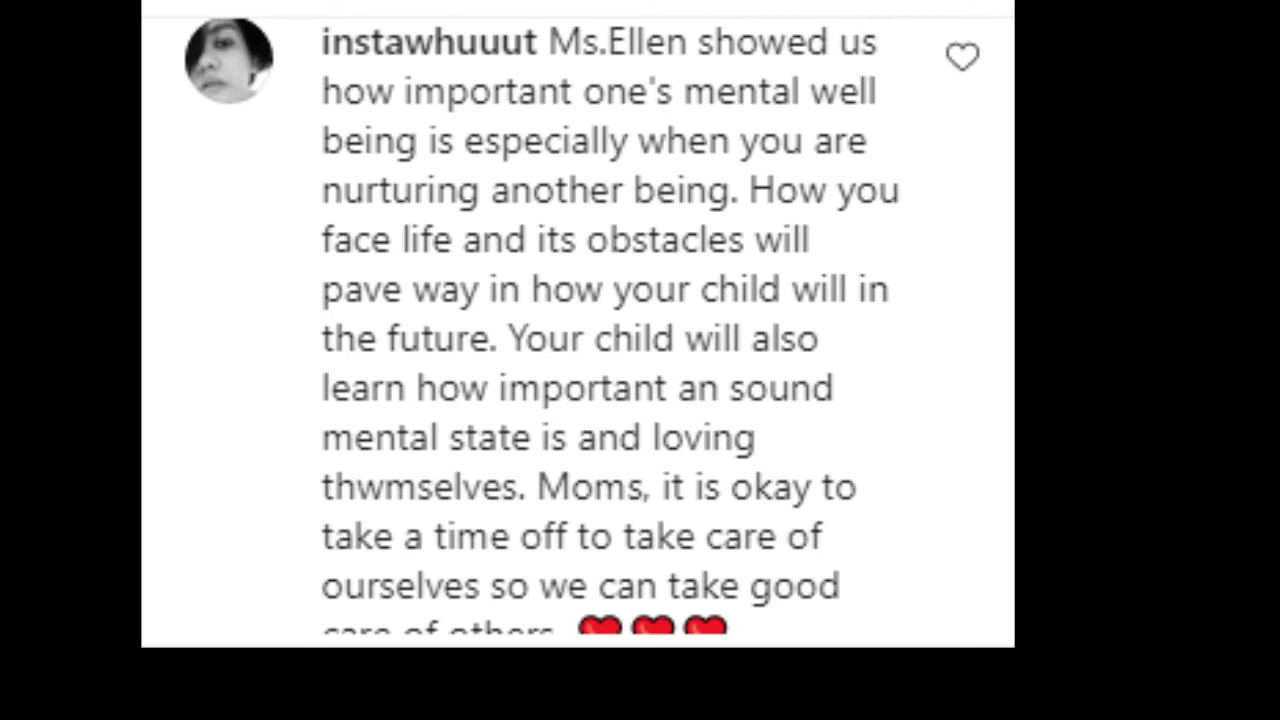 instawhuuut Ms.Ellen showed us
how important one's mental well
being is especially when you are
nurturing another being. How you
face life and its obstacles will
pave way in how your child will in
the future. Your child will also
learn how important an sound
mental state is and loving
thwmselves. Moms, it is okay to
take a time off to take care of
ourselves so we can take good
care of others. ❤️❤️❤️